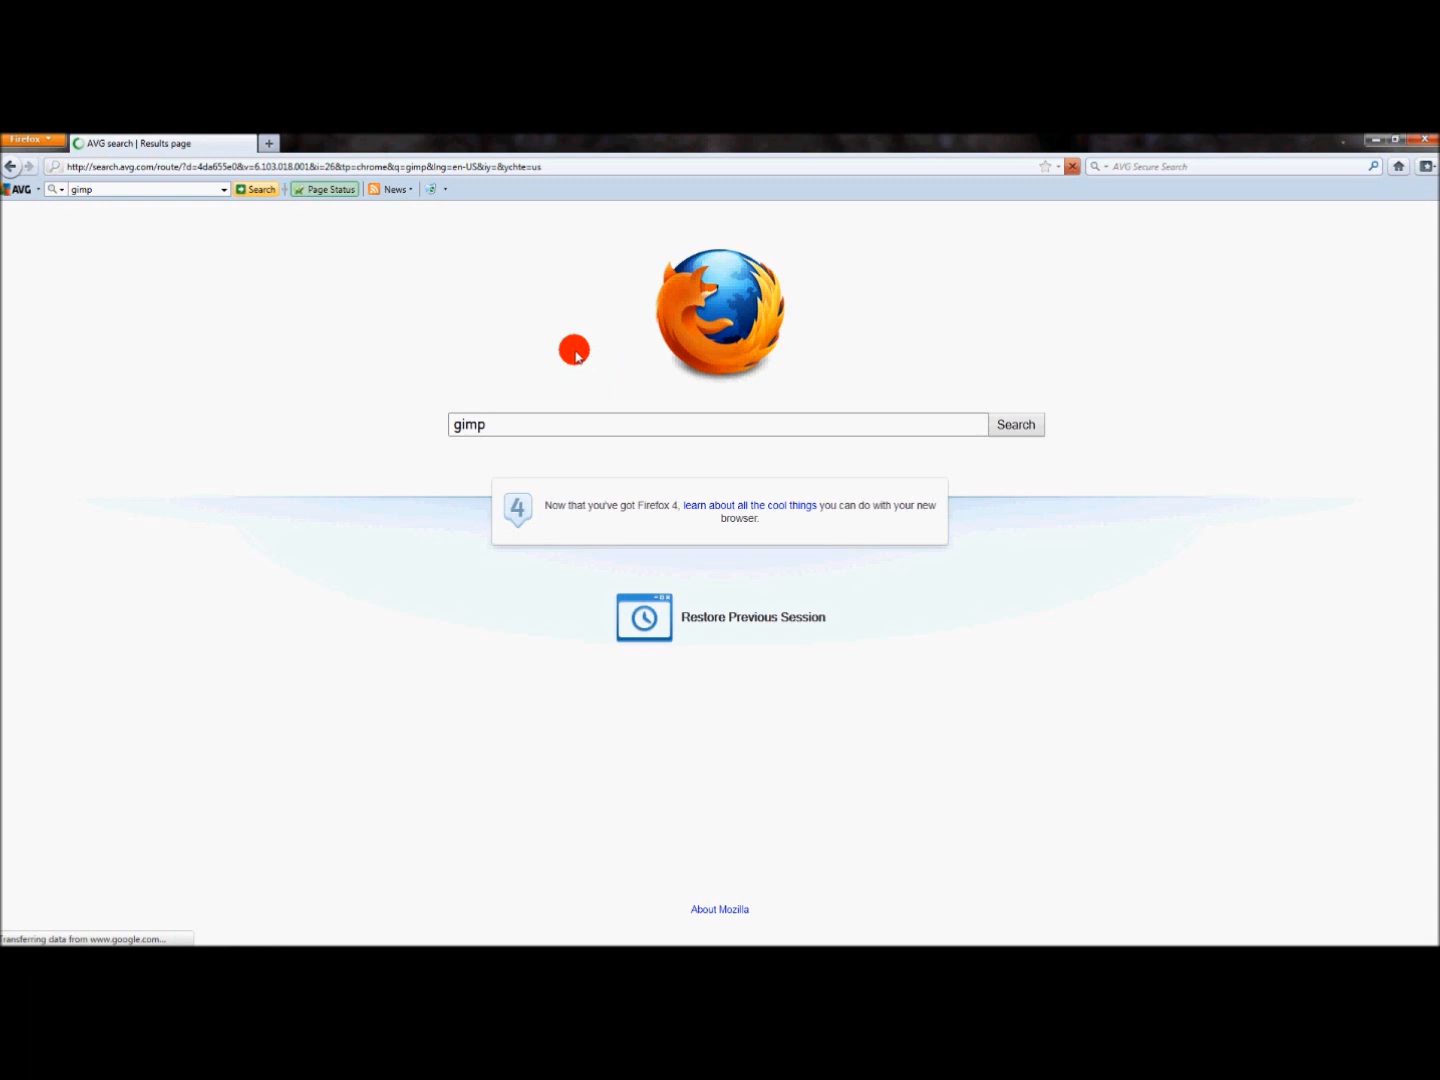 Firefox
AVG search | Results page
http://search.avg.com/route/?d=4da655e0&v=6.103.018.001&i=26&tp=chrome&q=gimp&lng=en-US&iy=&ychte=us
AVG Secure Search
AVG
gimp
Search
Page Status
News
gimp
Search
4
Now that you've got Firefox 4, learn about all the cool things you can do with your new
browser.
Restore Previous Session
About Mozilla
Transferring data from www.google.com...